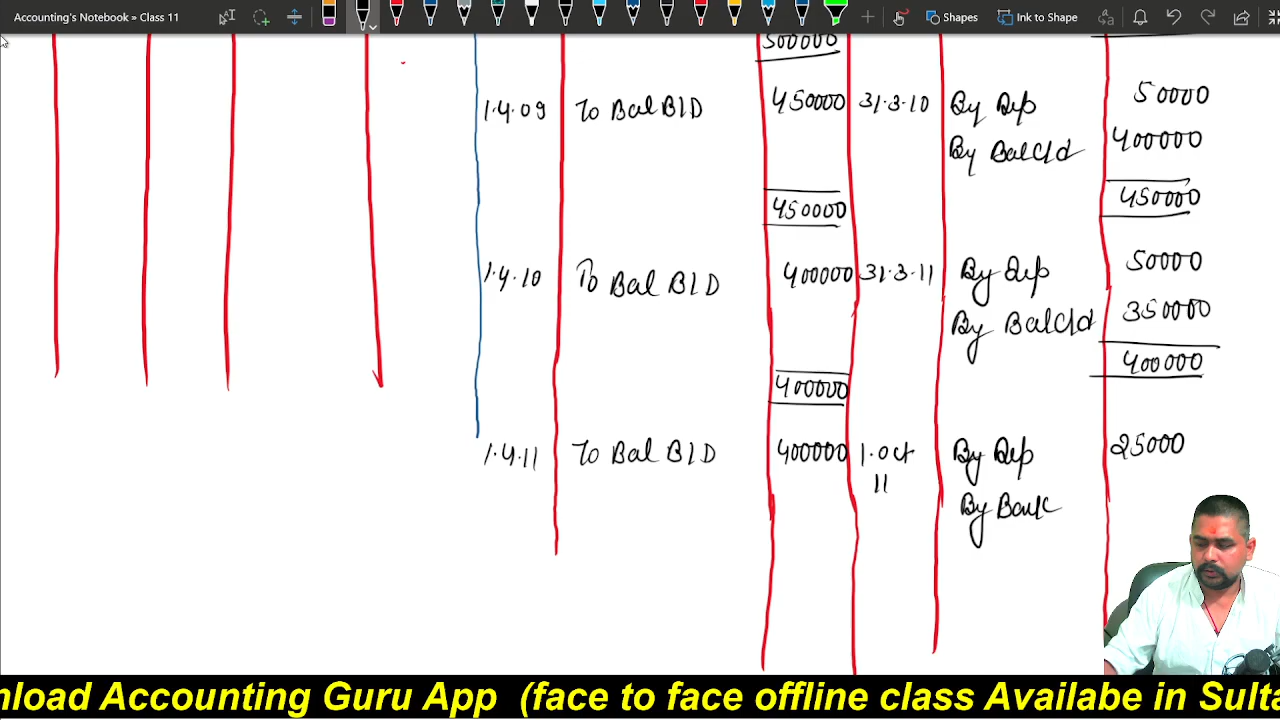 Accounting's Notebook » Class 11
Shapes
Ink to Shape
500000
1·4·09 To Bal B/D 450000 31·3·10 By Dep 50000
By Bal C/d 400000
450000 450000
1·4·10 To Bal B/D 400000 31·3·11 By Dep 50000
By Bal C/d 350000
400000
400000
1·4·11 To Bal B/D 400000 1·Oct By Dep 25000
11 By Bank
nload Accounting Guru App (face to face offline class Availabe in Sulta